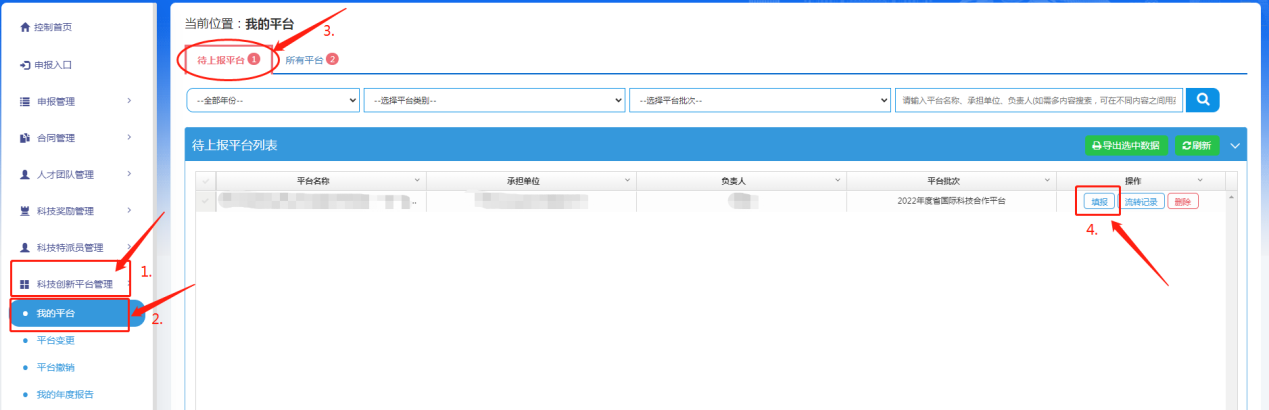 控制首页
申报入口
申报管理
合同管理
人才团队管理
科技奖励管理
科技特派员管理
科技创新平台管理
1.
我的平台
2.
平台变更
平台撤销
我的年度报告
当前位置：我的平台
3.
待上报平台 1 所有平台 2
--全部年份-- --选择平台类别-- --选择平台批次-- 请输入平台名称、承担单位、负责人(如需多内容搜索，可在不同内容之间用
待上报平台列表 导出选中数据 刷新
平台名称 承担单位 负责人 平台批次 操作
.. 2022年度省国际科技合作平台 填报 流转记录 删除
4.